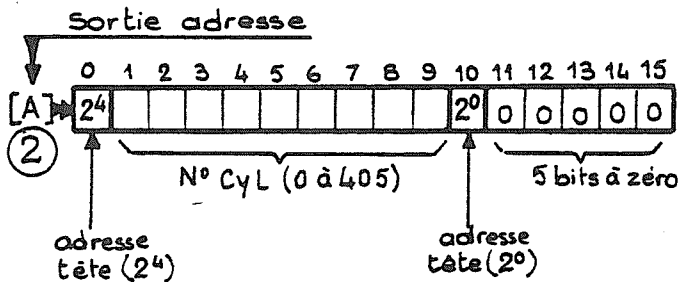 Sortie adresse
0 1 2 3 4 5 6 7 8 9 10 11 12 13 14 15
[A] 2⁴ 2⁰ 0 0 0 0 0
2
N° CYL (0 à 405) 5 bits à zéro
adresse tête (2⁴)
adresse tête (2⁰)